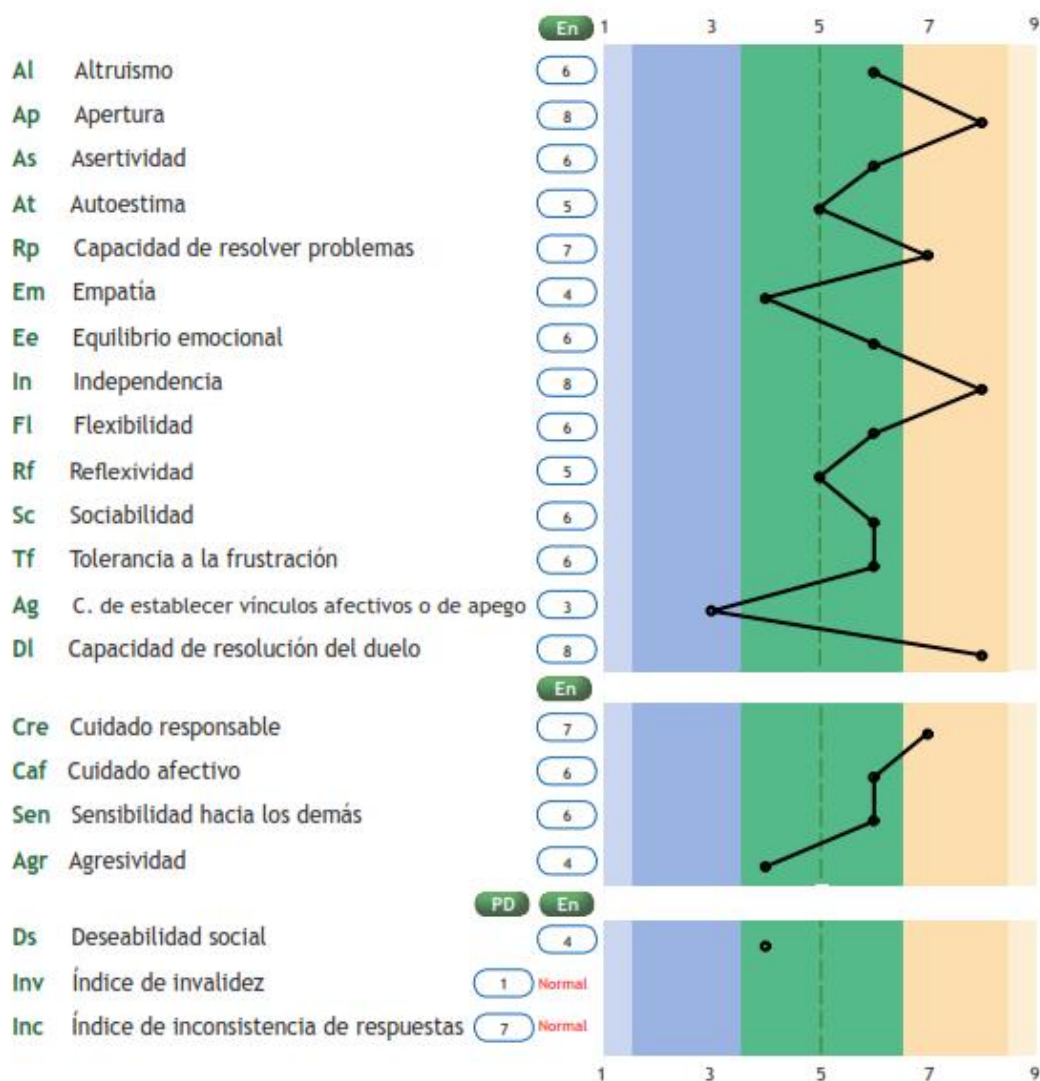 En 1 3 5 7 9
Al Altruismo 6
Ap Apertura 8
As Asertividad 6
At Autoestima 5
Rp Capacidad de resolver problemas 7
Em Empatía 4
Ee Equilibrio emocional 6
In Independencia 8
Fl Flexibilidad 6
Rf Reflexividad 5
Sc Sociabilidad 6
Tf Tolerancia a la frustración 6
Ag C. de establecer vínculos afectivos o de apego 3
Dl Capacidad de resolución del duelo 8
En
Cre Cuidado responsable 7
Caf Cuidado afectivo 6
Sen Sensibilidad hacia los demás 6
Agr Agresividad 4
PD En
Ds Deseabilidad social 4
Inv Índice de invalidez 1 Normal
Inc Índice de inconsistencia de respuestas 7 Normal
1 3 5 7 9